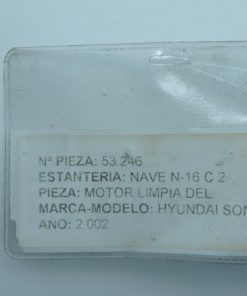 Nº PIEZA: 53.246
ESTANTERIA: NAVE N-16 C 2
PIEZA: MOTOR LIMPIA DEL.
MARCA-MODELO: HYUNDAI SON
AÑO: 2.002